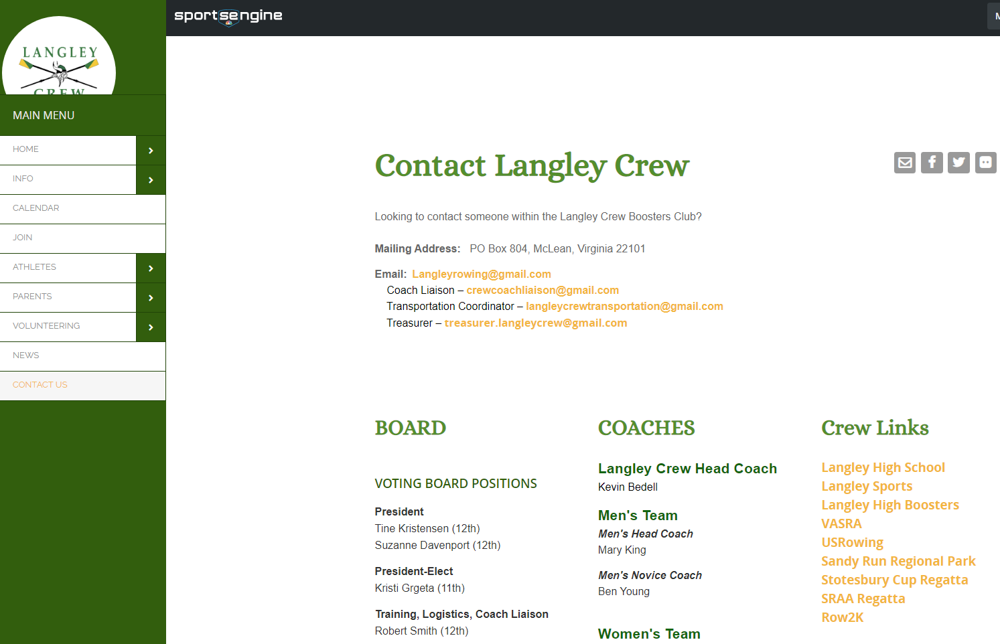 LANGLEY
CREW
sportsengine
M
MAIN MENU
HOME
INFO
CALENDAR
JOIN
ATHLETES
PARENTS
VOLUNTEERING
NEWS
CONTACT US
Contact Langley Crew
Looking to contact someone within the Langley Crew Boosters Club?
Mailing Address: PO Box 804, McLean, Virginia 22101
Email: Langleyrowing@gmail.com
Coach Liaison – crewcoachliaison@gmail.com
Transportation Coordinator – langleycrewtransportation@gmail.com
Treasurer – treasurer.langleycrew@gmail.com
BOARD
VOTING BOARD POSITIONS
President
Tine Kristensen (12th)
Suzanne Davenport (12th)
President-Elect
Kristi Grgeta (11th)
Training, Logistics, Coach Liaison
Robert Smith (12th)
COACHES
Langley Crew Head Coach
Kevin Bedell
Men's Team
Men's Head Coach
Mary King
Men's Novice Coach
Ben Young
Women's Team
Crew Links
Langley High School
Langley Sports
Langley High Boosters
VASRA
USRowing
Sandy Run Regional Park
Stotesbury Cup Regatta
SRAA Regatta
Row2K